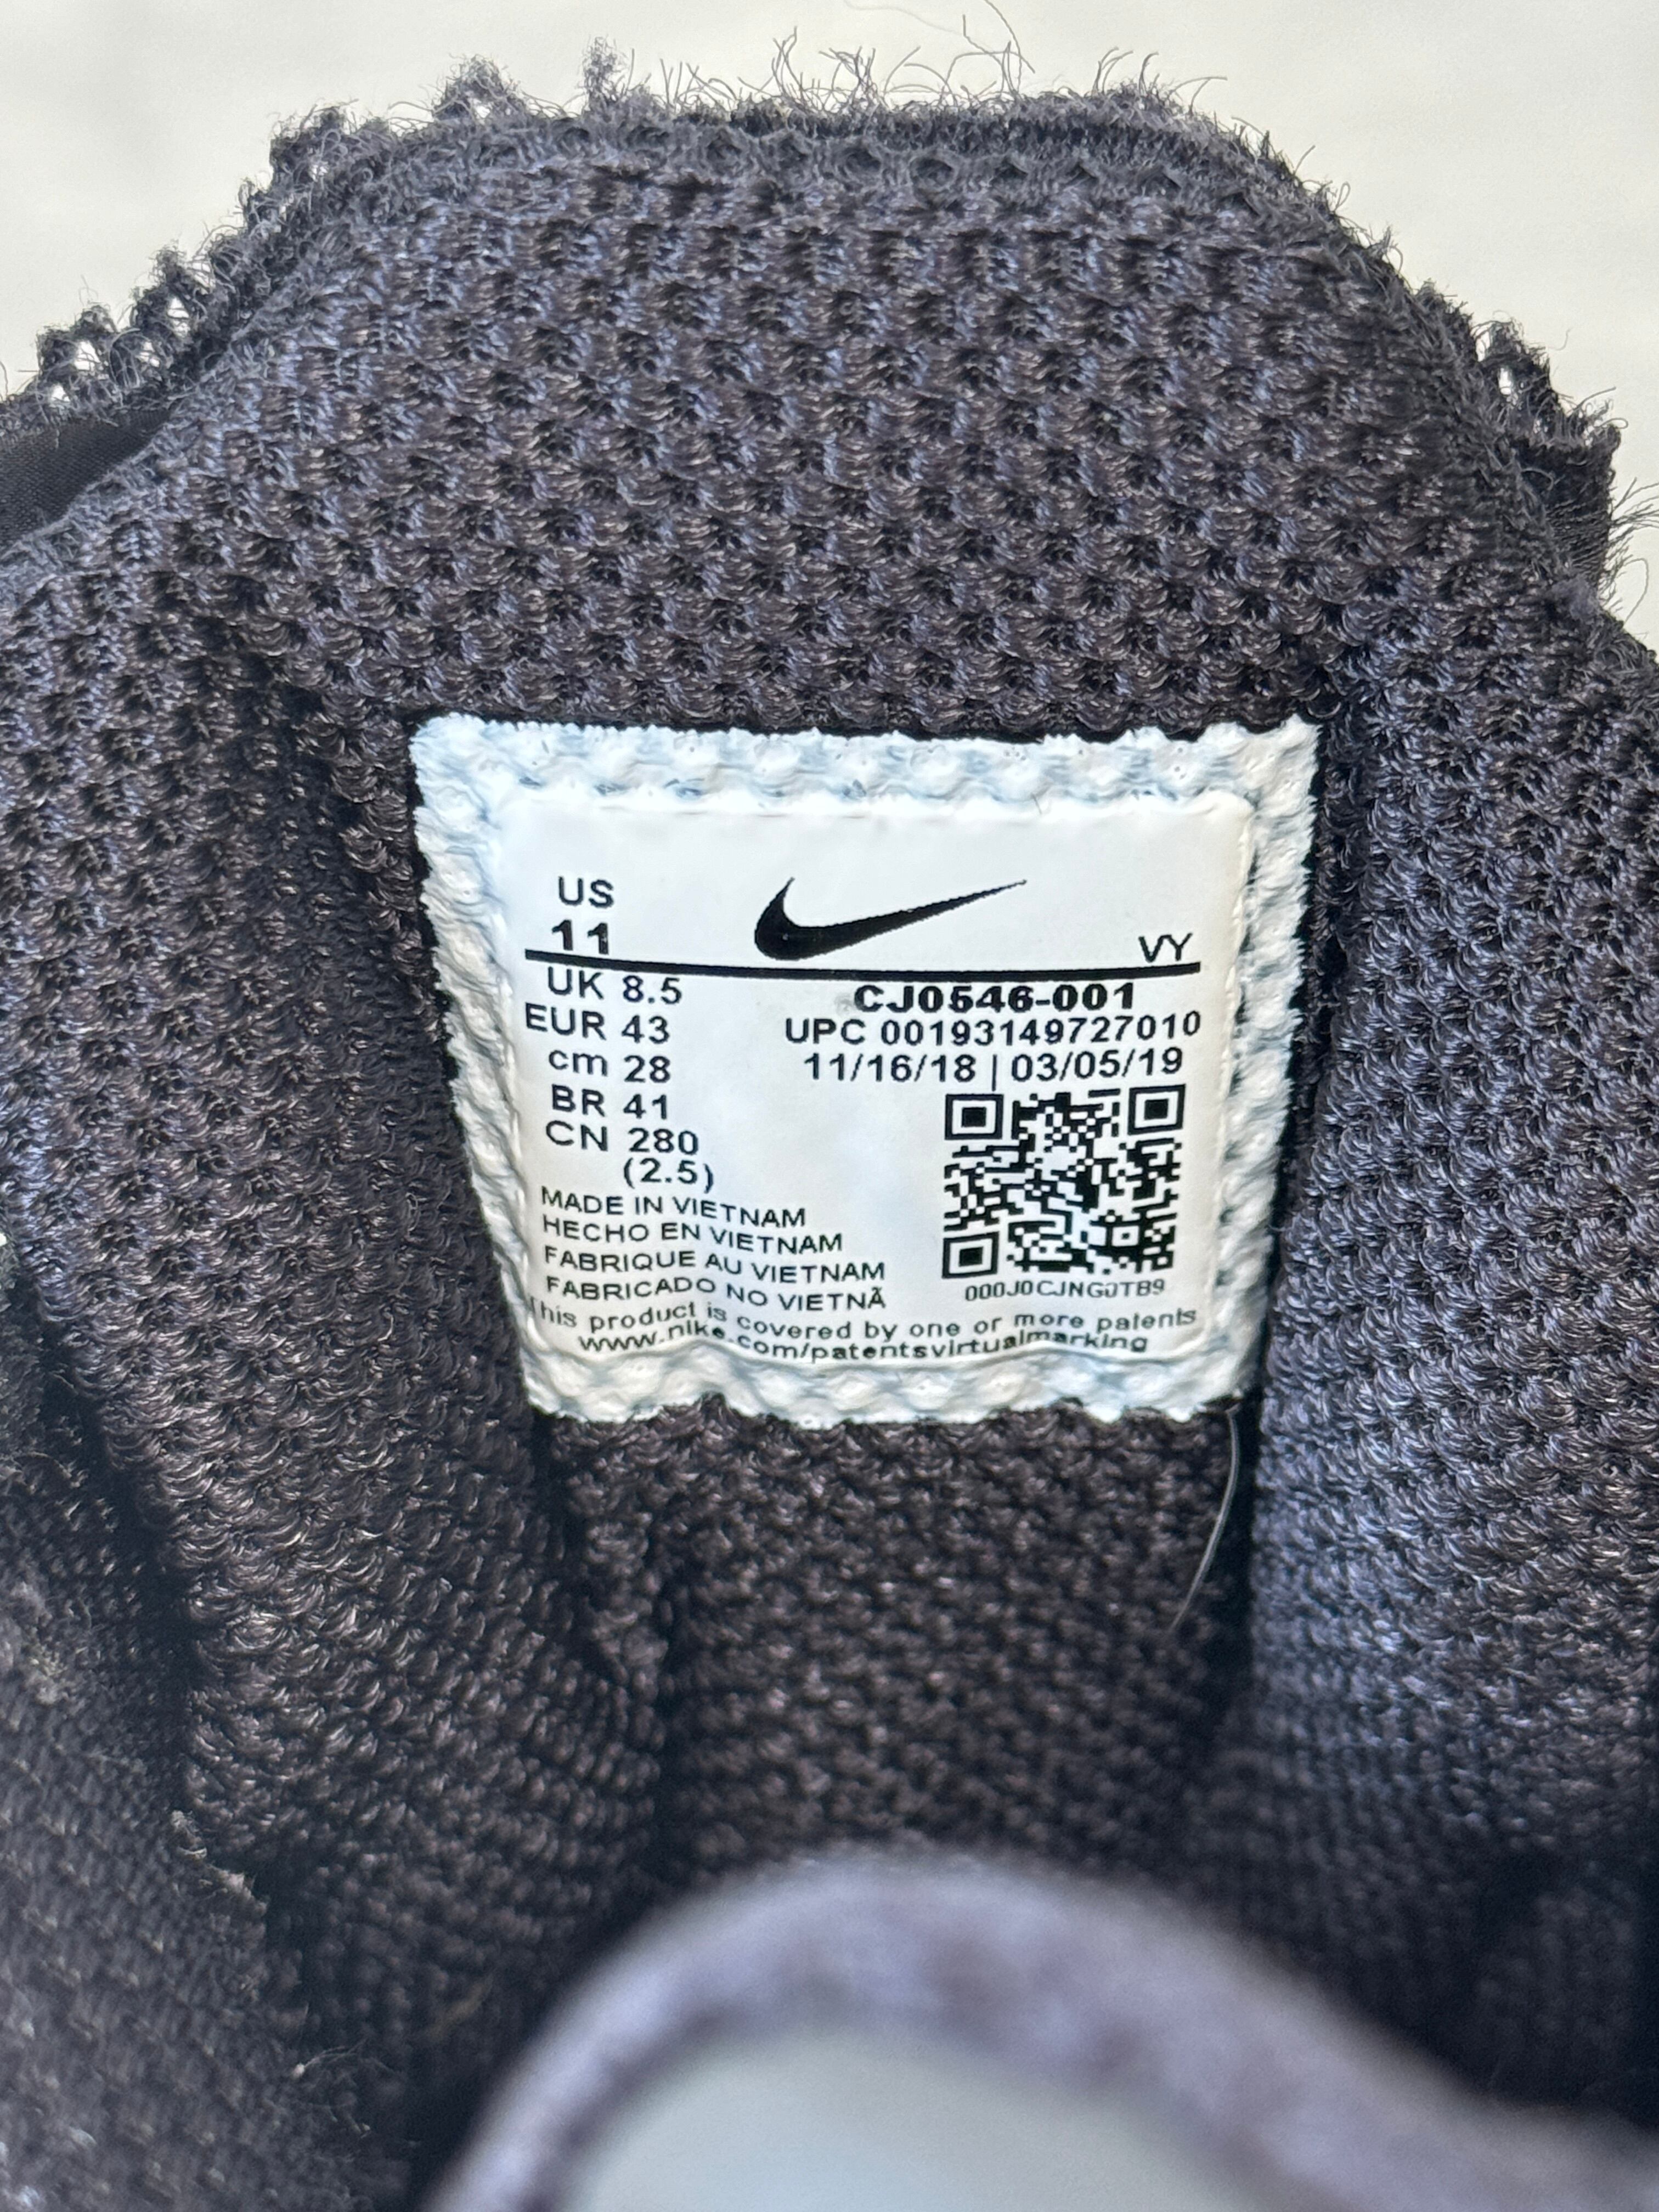 US
11
VY
UK 8.5
EUR 43
cm 28
BR 41
CN 280
(2.5)
CJ0546-001
UPC 00193149727010
11/16/18 | 03/05/19
MADE IN VIETNAM
HECHO EN VIETNAM
FABRIQUE AU VIETNAM
FABRICADO NO VIETNÃ
000J0CJNG0TB9
This product is covered by one or more patents
www.nike.com/patentsvirtualmarking